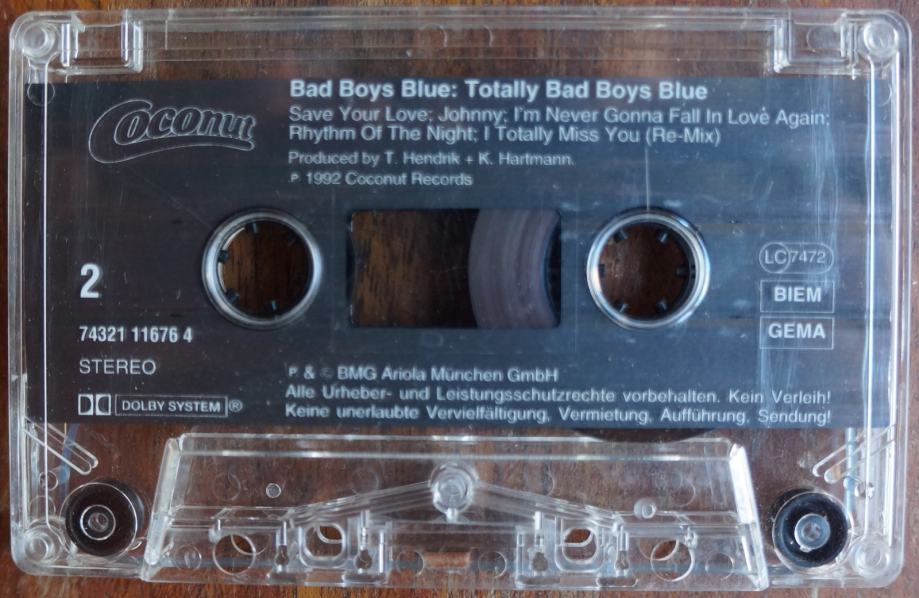 Coconut
Bad Boys Blue: Totally Bad Boys Blue
Save Your Love; Johnny; I'm Never Gonna Fall In Love Again;
Rhythm Of The Night; I Totally Miss You (Re-Mix)
Produced by T. Hendrik + K. Hartmann.
℗ 1992 Coconut Records
2
LC 7472
BIEM
GEMA
74321 11676 4
STEREO
DOLBY SYSTEM ®
℗ & © BMG Ariola München GmbH
Alle Urheber- und Leistungsschutzrechte vorbehalten. Kein Verleih!
Keine unerlaubte Vervielfältigung, Vermietung, Aufführung, Sendung!